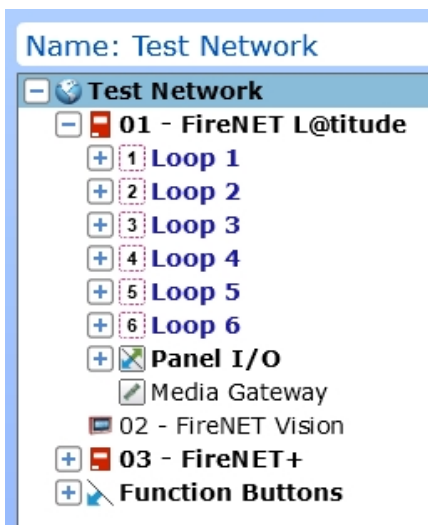 Name: Test Network
Test Network
01 - FireNET L@titude
1 Loop 1
2 Loop 2
3 Loop 3
4 Loop 4
5 Loop 5
6 Loop 6
Panel I/O
Media Gateway
02 - FireNET Vision
03 - FireNET+
Function Buttons